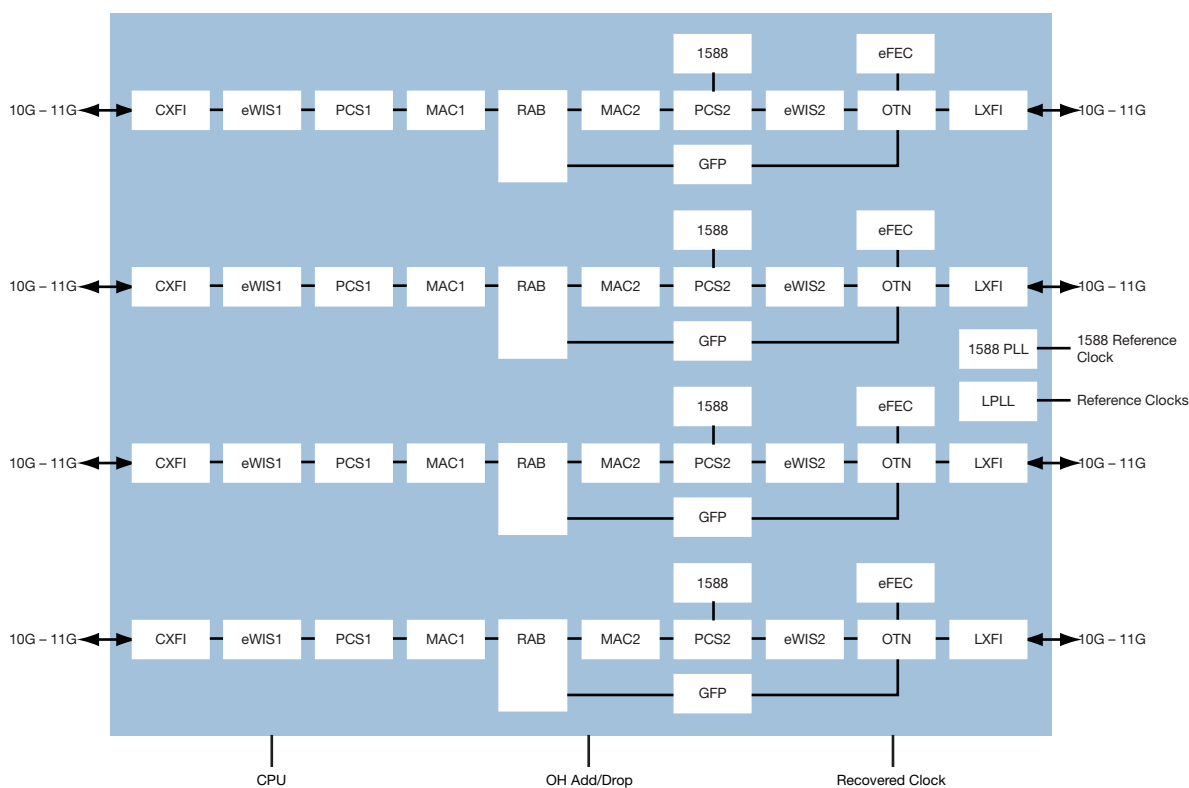 1588 eFEC
10G – 11G CXFI eWIS1 PCS1 MAC1 RAB MAC2 PCS2 eWIS2 OTN LXFI 10G – 11G
GFP
1588 eFEC
10G – 11G CXFI eWIS1 PCS1 MAC1 RAB MAC2 PCS2 eWIS2 OTN LXFI 10G – 11G
GFP
1588 PLL 1588 Reference
Clock
LPLL Reference Clocks
1588 eFEC
10G – 11G CXFI eWIS1 PCS1 MAC1 RAB MAC2 PCS2 eWIS2 OTN LXFI 10G – 11G
GFP
1588 eFEC
10G – 11G CXFI eWIS1 PCS1 MAC1 RAB MAC2 PCS2 eWIS2 OTN LXFI 10G – 11G
GFP
CPU OH Add/Drop Recovered Clock